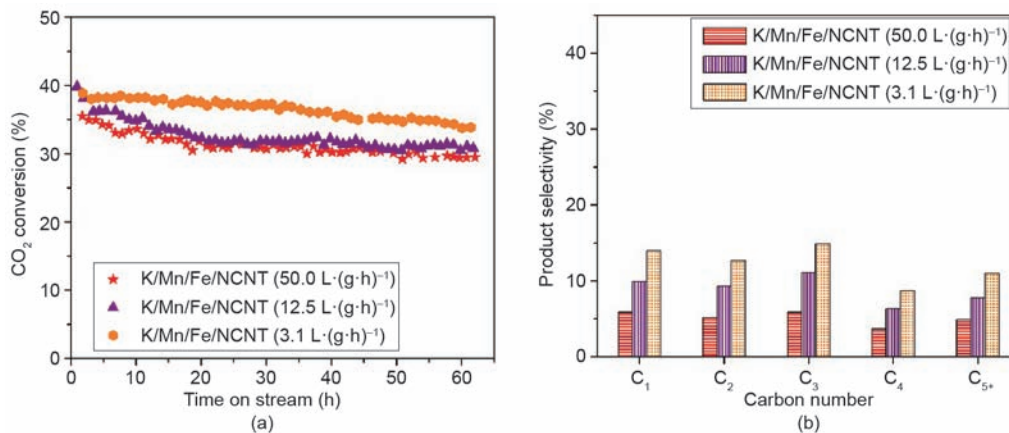 50
40
30
20
10
0
CO₂ conversion (%)
K/Mn/Fe/NCNT (50.0 L·(g·h)⁻¹)
K/Mn/Fe/NCNT (12.5 L·(g·h)⁻¹)
K/Mn/Fe/NCNT (3.1 L·(g·h)⁻¹)
0 10 20 30 40 50 60
Time on stream (h)
(a)
K/Mn/Fe/NCNT (50.0 L·(g·h)⁻¹)
K/Mn/Fe/NCNT (12.5 L·(g·h)⁻¹)
K/Mn/Fe/NCNT (3.1 L·(g·h)⁻¹)
40
30
20
10
0
Product selectivity (%)
C₁ C₂ C₃ C₄ C₅₊
Carbon number
(b)